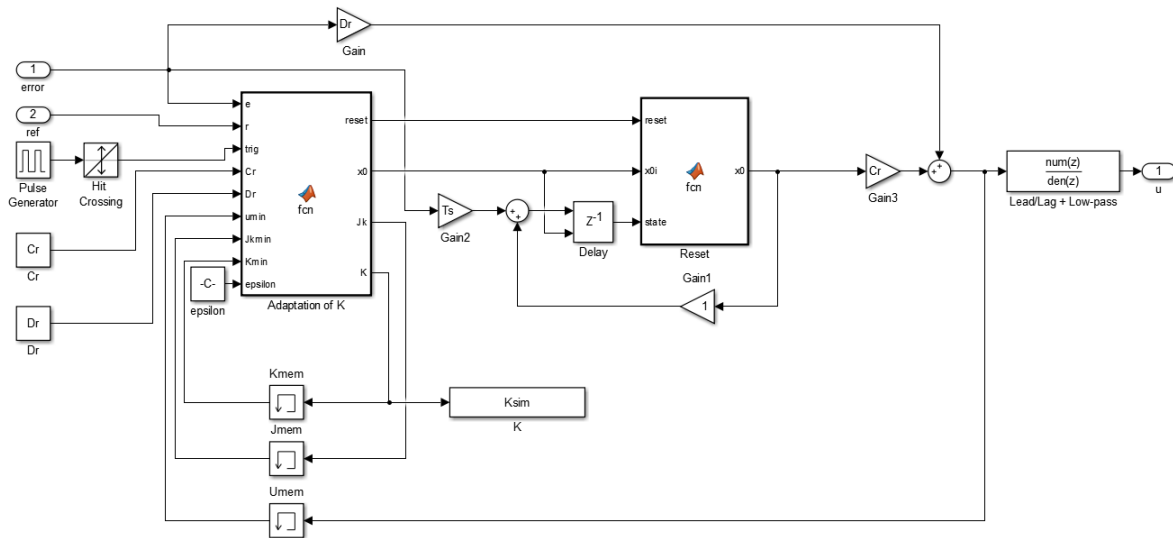 Dr
Gain
1
error
2
ref
Pulse
Generator
Hit
Crossing
Cr
Cr
Dr
Dr
-C-
epsilon
e
r
trig
Cr
Dr
umin
Jkmin
Kmin
epsilon
reset
x0
Jk
K
fcn
Adaptation of K
Ts
Gain2
++
Z-1
Delay
reset
x0i
state
x0
fcn
Reset
Gain1
1
Cr
Gain3
++
num(z)
den(z)
Lead/Lag + Low-pass
1
u
Kmem
Ksim
K
Jmem
Umem